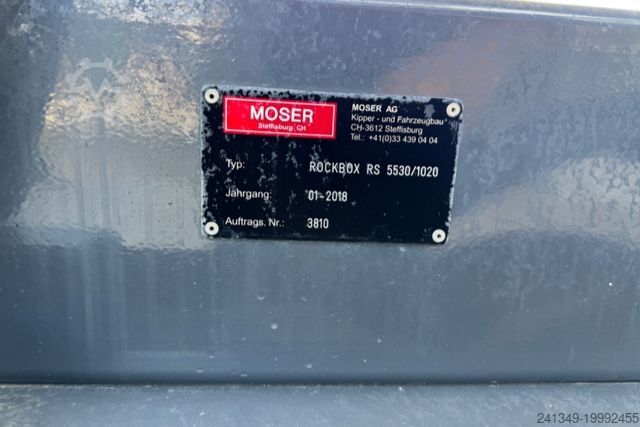 MOSER
Steffisburg CH
MOSER AG
Kipper - und Fahrzeugbau
CH-3612 Steffisburg
Tel.: +41(0)33 439 04 04
Typ: ROCKBOX RS 5530/1020
Jahrgang: 01-2018
Auftrags. Nr.: 3810
241349-19992455